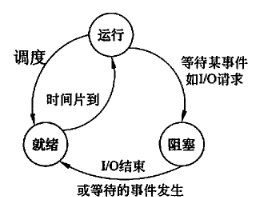 运行
调度
等待某事件
如I/O请求
时间片到
就绪
阻塞
I/O结束
或等待的事件发生